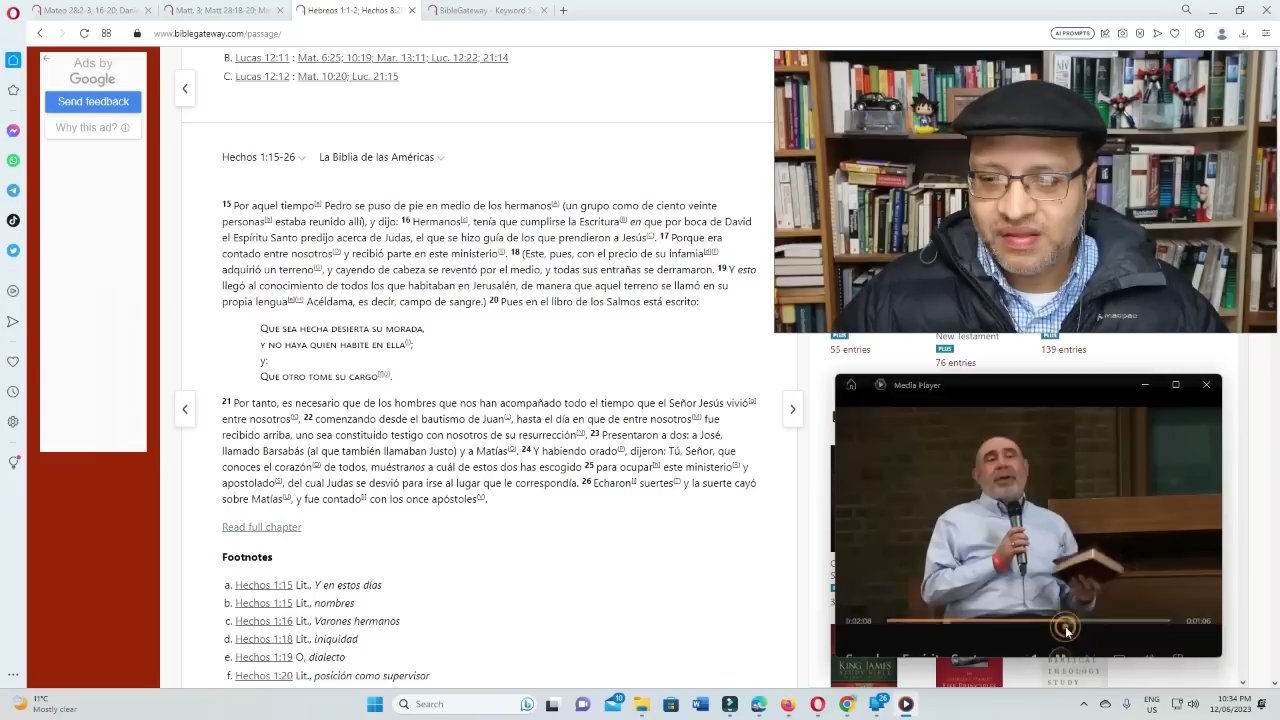 Mateo 28:2-3, 16-20; Danie
Matt. 3; Matt 28:18-20; Mic
Hebreos 1:1-2; Hechos 8:2
BibleGateway - Keyword S
www.biblegateway.com/passage/
AI PROMPTS
Ads by
Google
Send feedback
Why this ad?
B. Lucas 12:11 : Mat. 6:25; 10:19; Mar. 13:11; Luc. 12:22; 21:14
C. Lucas 12:12 : Mat. 10:20; Luc. 21:15
Hechos 1:15-26 La Biblia de las Américas
15 Por aquel tiempo[a] Pedro se puso de pie en medio de los hermanos[A] (un grupo como de ciento veinte
personas[b] estaba reunido allí), y dijo: 16 Hermanos[c], tenía que cumplirse la Escritura[B] en que por boca de David
el Espíritu Santo predijo acerca de Judas, el que se hizo guía de los que prendieron a Jesús[C]. 17 Porque era
contado entre nosotros[D] y recibió parte en este ministerio[E]. 18 (Este, pues, con el precio de su infamia[d][F]
adquirió un terreno[G], y cayendo de cabeza se reventó por el medio, y todas sus entrañas se derramaron. 19 Y esto
llegó al conocimiento de todos los que habitaban en Jerusalén, de manera que aquel terreno se llamó en su
propia lengua[e][H] Acéldama, es decir, campo de sangre.) 20 Pues en el libro de los Salmos está escrito:
Que sea hecha desierta su morada,
y no haya quien habite en ella[I];
y:
Que otro tome su cargo[f][J].
21 Por tanto, es necesario que de los hombres que nos han acompañado todo el tiempo que el Señor Jesús vivió[g]
entre nosotros[K], 22 comenzando desde el bautismo de Juan[L], hasta el día en que de entre nosotros[M] fue
recibido arriba, uno sea constituido testigo con nosotros de su resurrección[N]. 23 Presentaron a dos: a José,
llamado Barsabás (al que también llamaban Justo) y a Matías[O]. 24 Y habiendo orado[P], dijeron: Tú, Señor, que
conoces el corazón[Q] de todos, muéstranos a cuál de estos dos has escogido 25 para ocupar[h] este ministerio[R] y
apostolado[S], del cual Judas se desvió para irse al lugar que le correspondía. 26 Echaron[i] suertes[T] y la suerte cayó
sobre Matías[U], y fue contado[j] con los once apóstoles[V].
Read full chapter
Footnotes
a. Hechos 1:15 Lit., Y en estos días
b. Hechos 1:15 Lit., nombres
c. Hechos 1:16 Lit., Varones hermanos
d. Hechos 1:18 Lit., iniquidad
e. Hechos 1:19 O, dialecto
f. Hechos 1:20 Lit., posición como supervisor
NIV
PLUS
55 entries
New Testament
PLUS
76 entries
PLUS
139 entries
Media Player
0:02:08
0:01:06
KING JAMES
STUDY BIBLE
BIBLICAL
THEOLOGY
STUDY
11°C
Mostly clear
Search
10
26
ENG
US
10:34 PM
12/06/2023